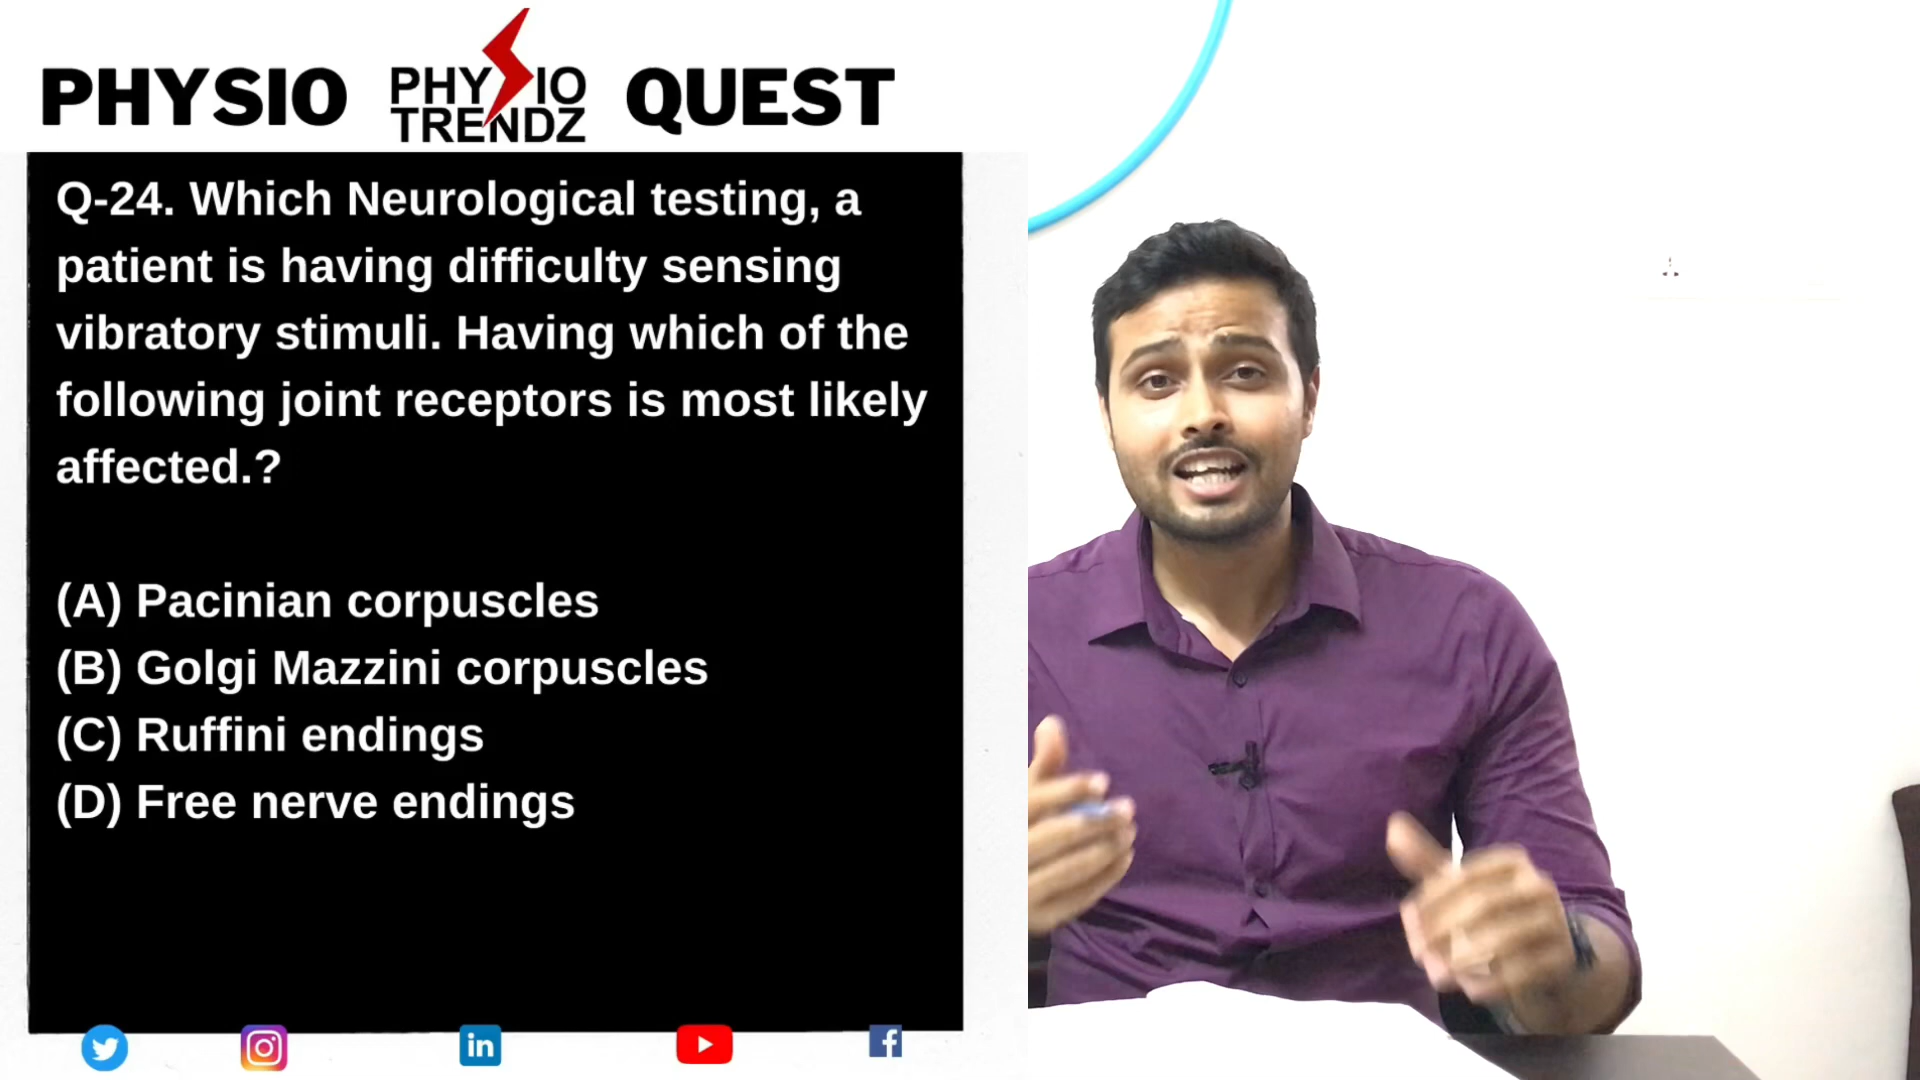 PHYSIO PHYSIO TRENDZ QUEST
Q-24. Which Neurological testing, a
patient is having difficulty sensing
vibratory stimuli. Having which of the
following joint receptors is most likely
affected.?
(A) Pacinian corpuscles
(B) Golgi Mazzini corpuscles
(C) Ruffini endings
(D) Free nerve endings
in
f